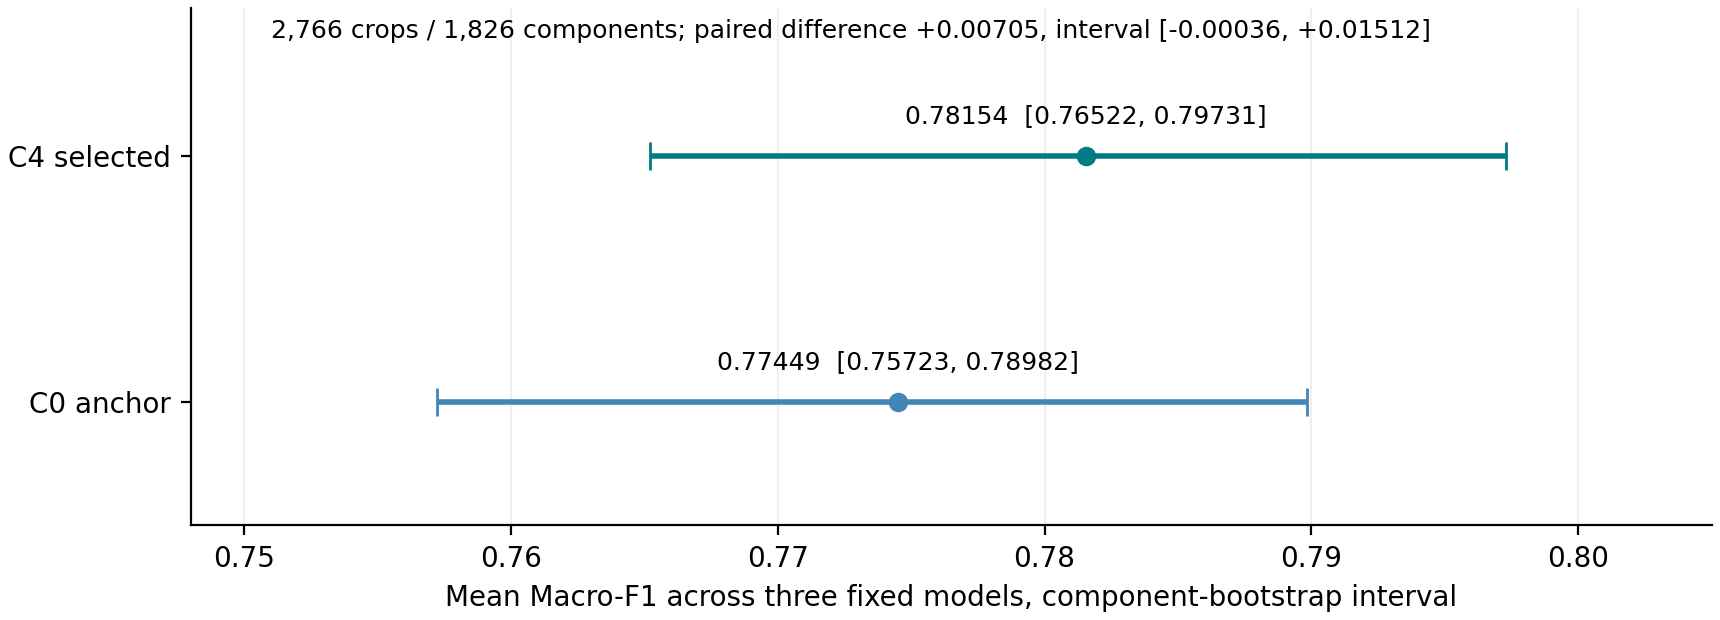 2,766 crops / 1,826 components; paired difference +0.00705, interval [-0.00036, +0.01512]
0.78154  [0.76522, 0.79731]
C4 selected
0.77449  [0.75723, 0.78982]
C0 anchor
0.75 0.76 0.77 0.78 0.79 0.80
Mean Macro-F1 across three fixed models, component-bootstrap interval